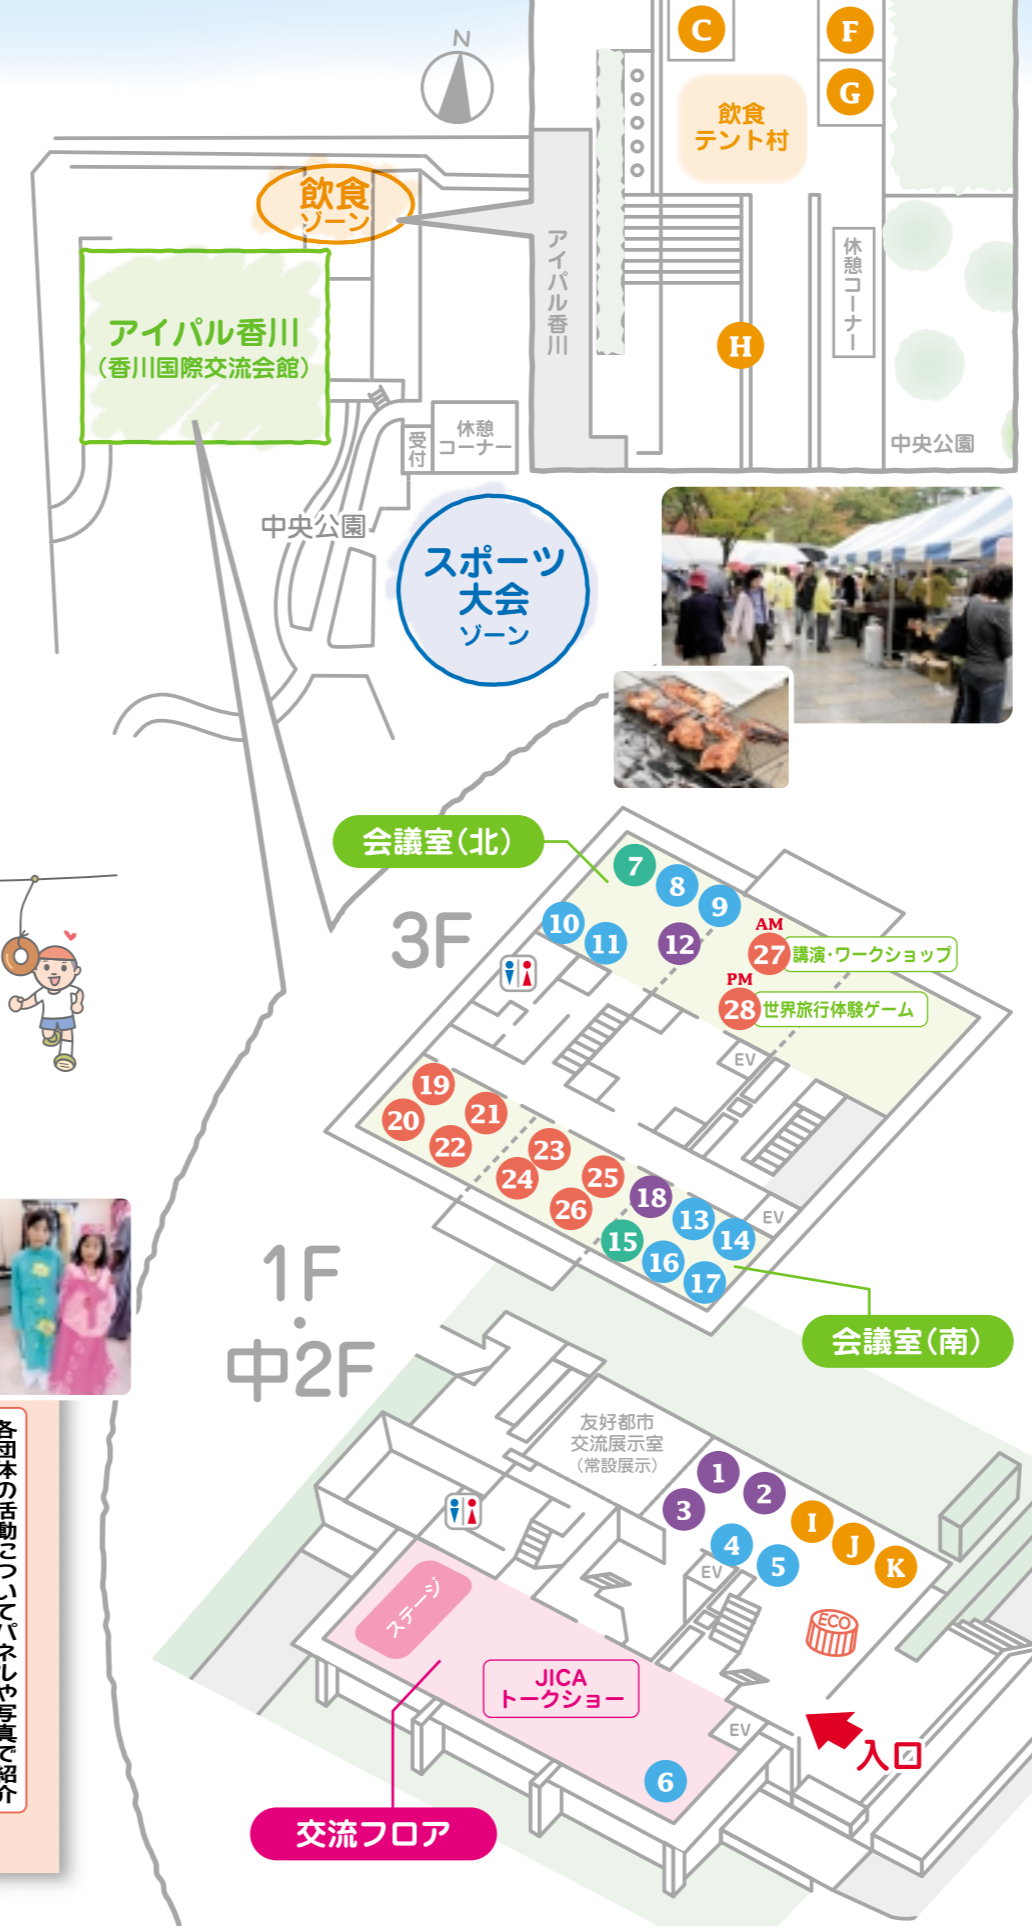 N
C
F
G
飲食
テント村
飲食
ゾーン
アイパル香川
休憩コーナー
H
中央公園
アイパル香川
(香川国際交流会館)
受付
休憩
コーナー
中央公園
スポーツ
大会
ゾーン
会議室(北)
3F
7
8
9
10
11
12
AM
27
講演・ワークショップ
PM
28
世界旅行体験ゲーム
EV
19
20
21
22
23
24
25
26
18
13
14
15
16
17
EV
会議室(南)
1F
・
中2F
友好都市
交流展示室
(常設展示)
1
2
3
4
5
I
J
K
EV
ECO
ステージ
JICA
トークショー
EV
入口
6
交流フロア
各団体の活動についてパネルや写真で紹介